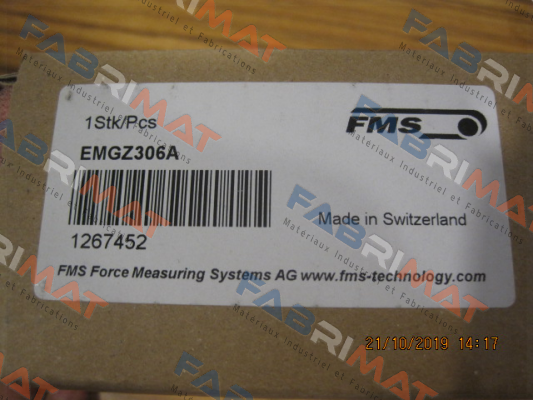 1Stk/Pcs
FMS
EMGZ306A
Made in Switzerland
1267452
FMS Force Measuring Systems AG www.fms-technology.com
21/10/2019 14:17
FABRIMAT
Materiaux Industriel et Fabrications